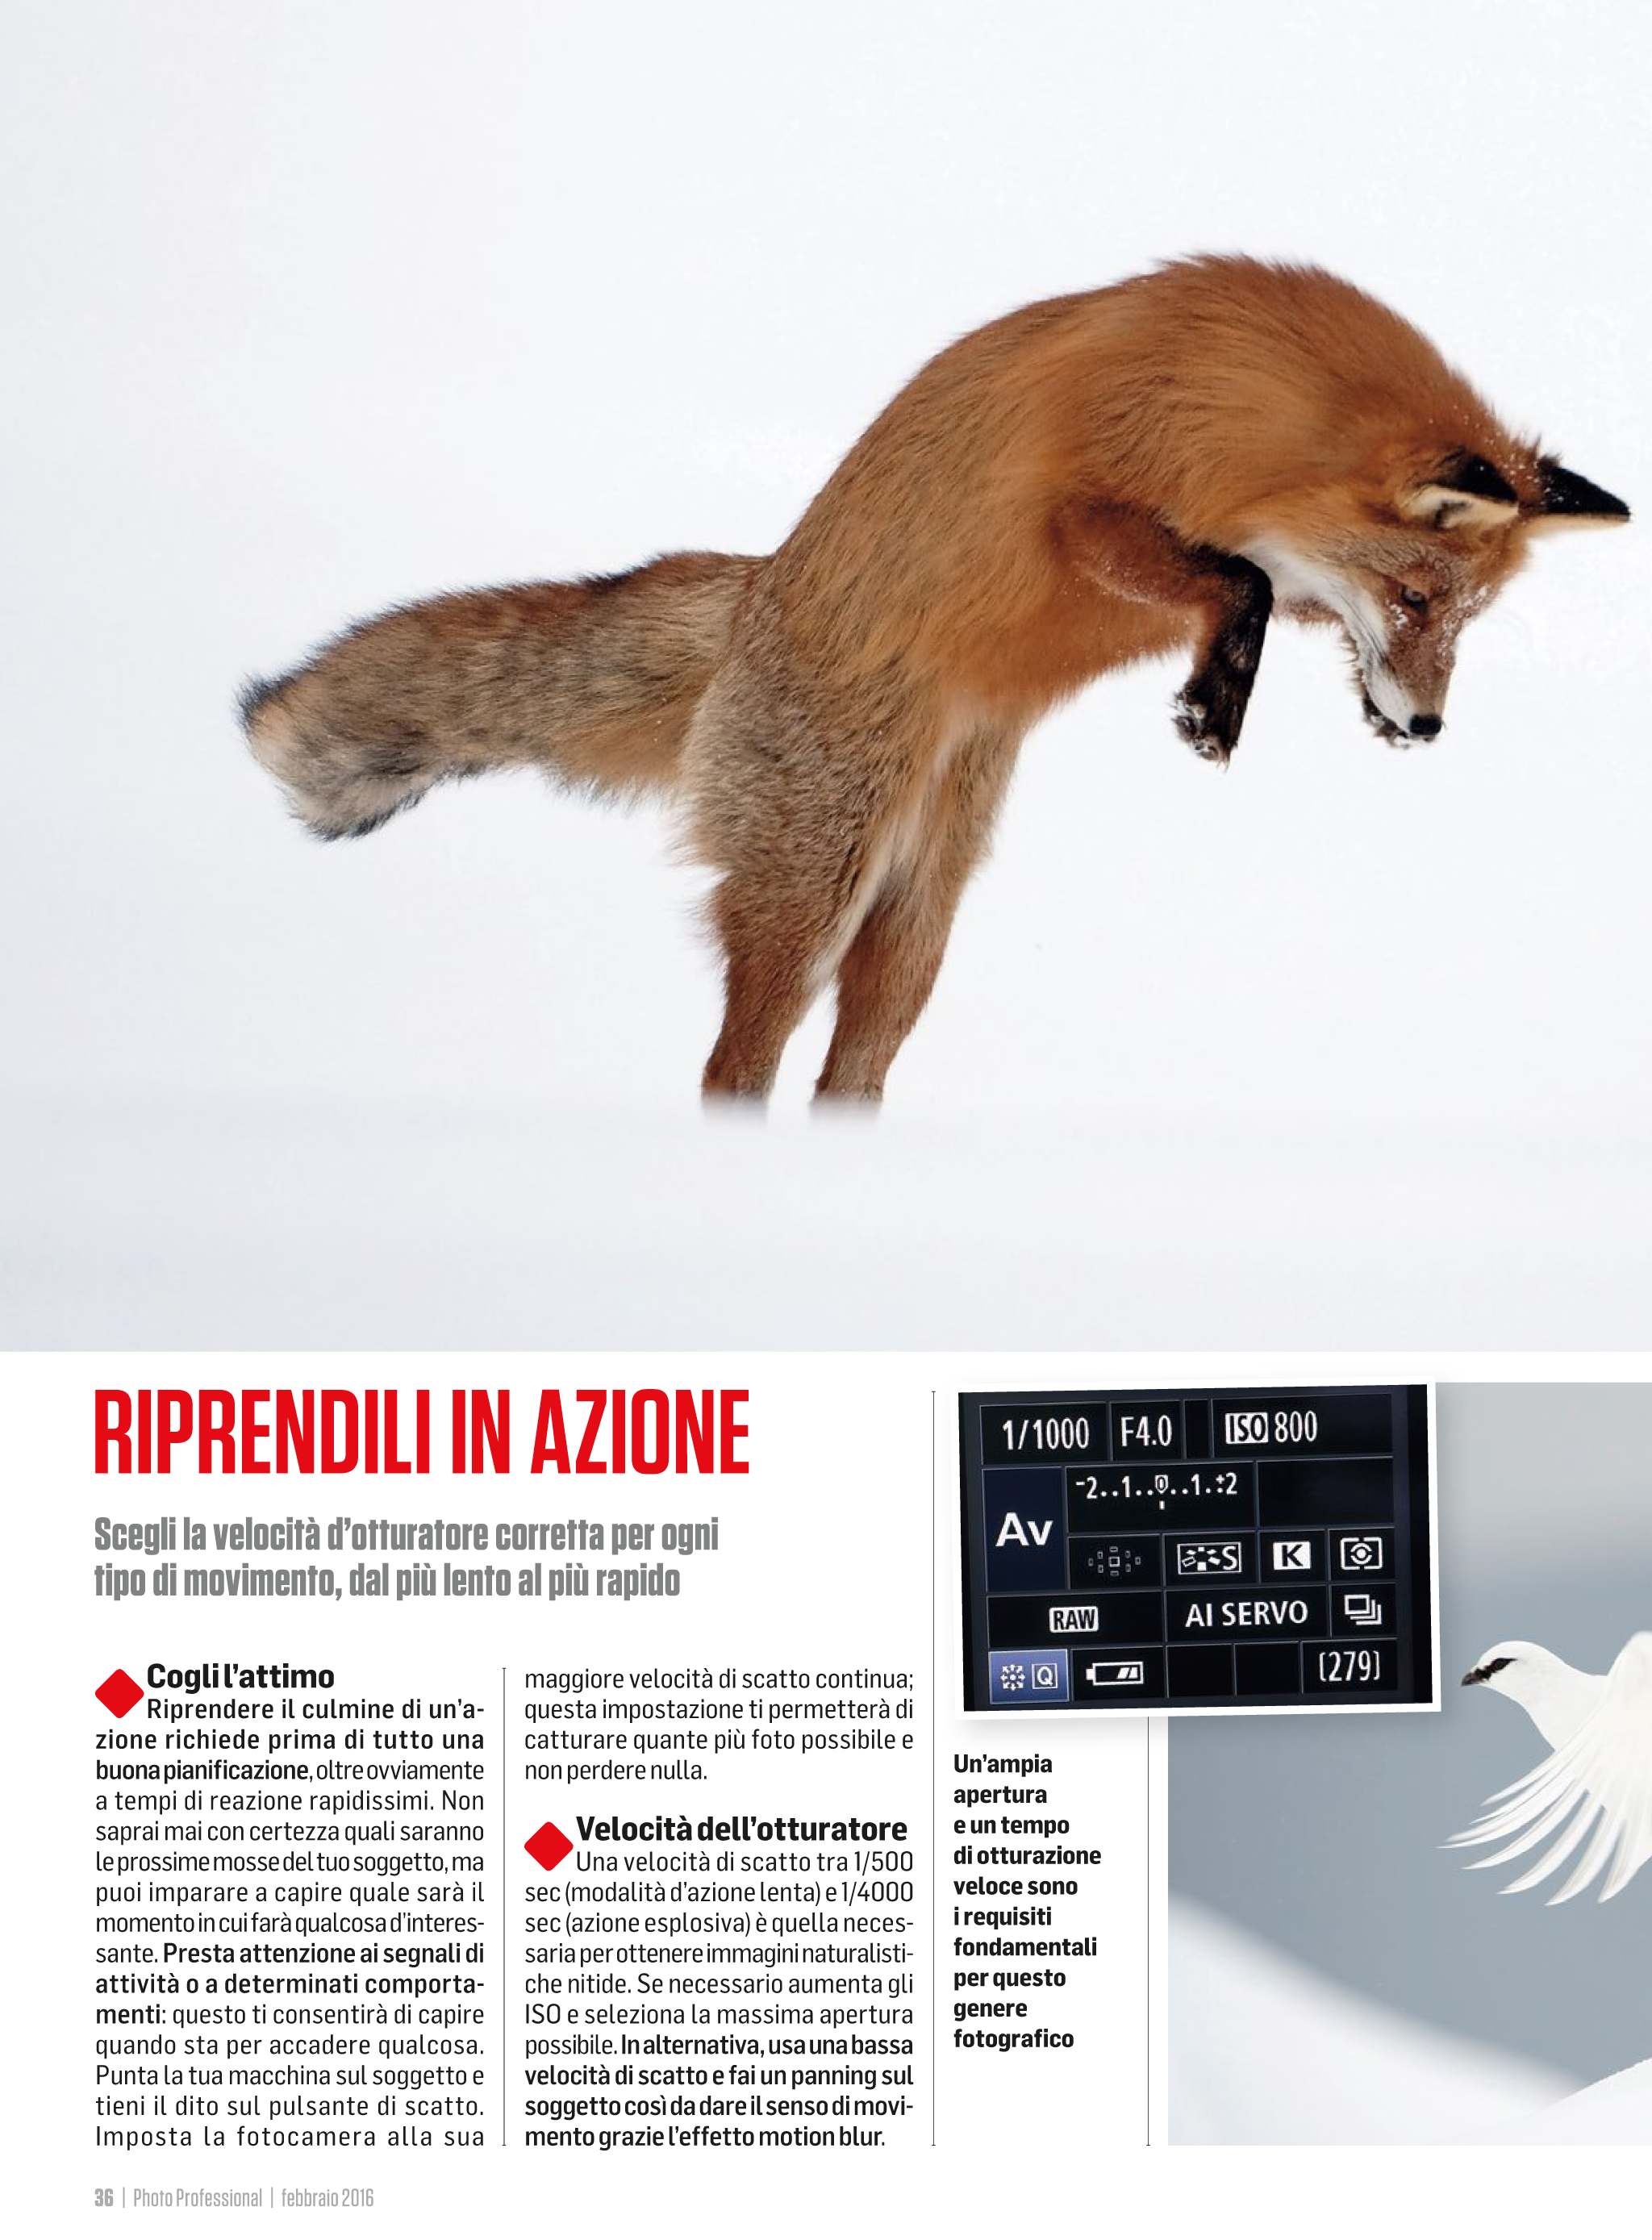 RIPRENDILI IN AZIONE
Scegli la velocità d'otturatore corretta per ogni
tipo di movimento, dal più lento al più rapido
Cogli l'attimo
Riprendere il culmine di un'a-
zione richiede prima di tutto una
buona pianificazione, oltre ovviamente
a tempi di reazione rapidissimi. Non
saprai mai con certezza quali saranno
le prossime mosse del tuo soggetto, ma
puoi imparare a capire quale sarà il
momento in cui farà qualcosa d'interes-
sante. Presta attenzione ai segnali di
attività o a determinati comporta-
menti: questo ti consentirà di capire
quando sta per accadere qualcosa.
Punta la tua macchina sul soggetto e
tieni il dito sul pulsante di scatto.
Imposta la fotocamera alla sua
maggiore velocità di scatto continua;
questa impostazione ti permetterà di
catturare quante più foto possibile e
non perdere nulla.
Velocità dell'otturatore
Una velocità di scatto tra 1/500
sec (modalità d'azione lenta) e 1/4000
sec (azione esplosiva) è quella neces-
saria per ottenere immagini naturalisti-
che nitide. Se necessario aumenta gli
ISO e seleziona la massima apertura
possibile. In alternativa, usa una bassa
velocità di scatto e fai un panning sul
soggetto così da dare il senso di movi-
mento grazie l'effetto motion blur.
1/1000 F4.0 ISO 800
-2..1..0..1..+2
Av
S K
RAW AI SERVO
Q (279)
Un'ampia
apertura
e un tempo
di otturazione
veloce sono
i requisiti
fondamentali
per questo
genere
fotografico
36 | Photo Professional | febbraio 2016